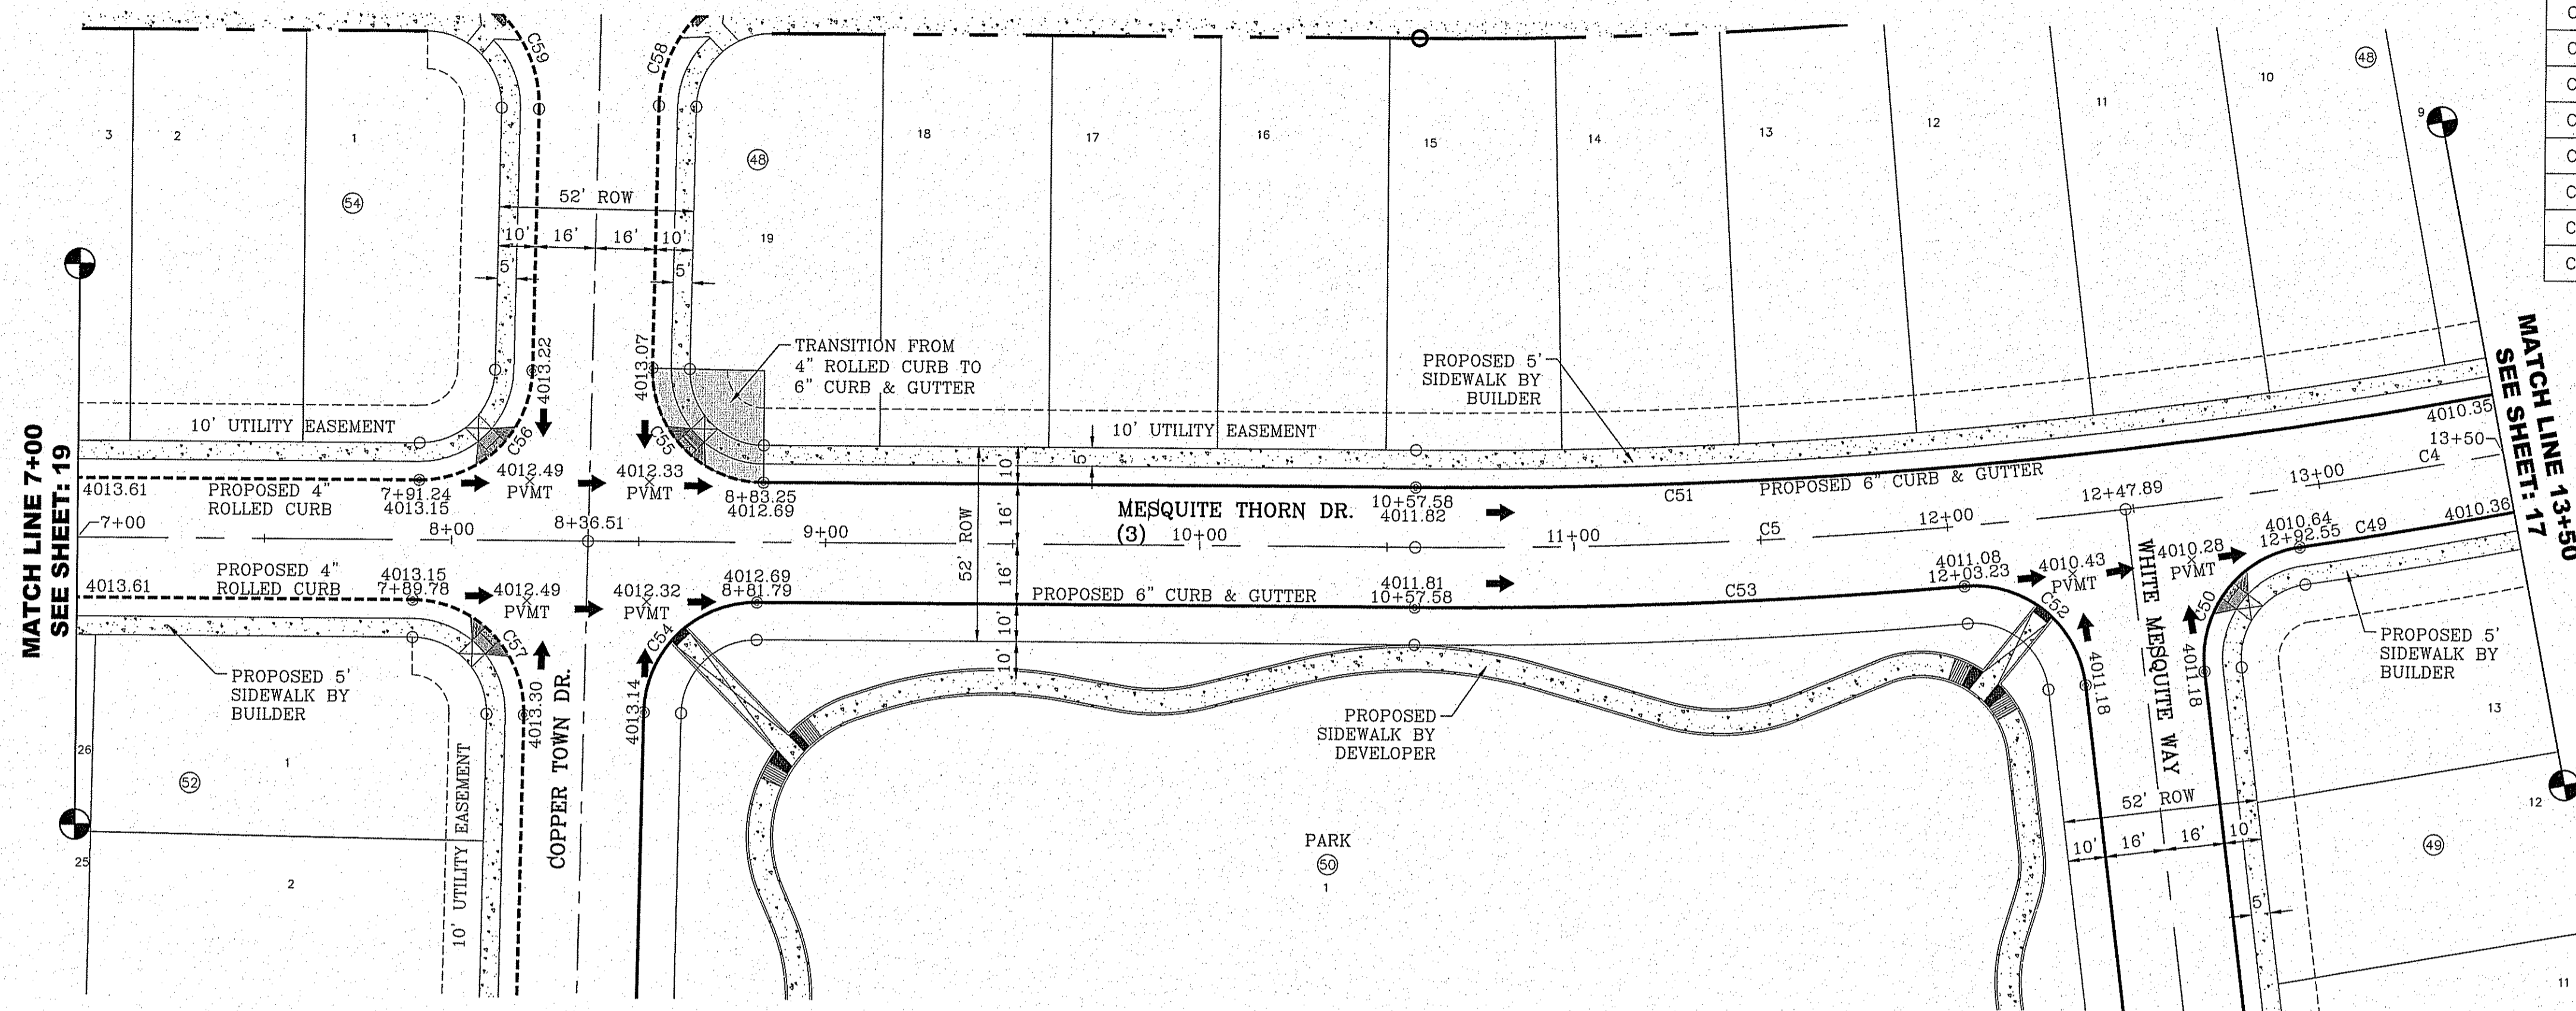 C59
C58
48
10
9
3
2
1
54
48
18
17
16
15
14
13
12
11
52' ROW
10'
16'
16'
10'
19
5'
5'
MATCH LINE 13+50
SEE SHEET: 17
MATCH LINE 7+00
SEE SHEET: 19
4013.22
4013.07
TRANSITION FROM
4" ROLLED CURB TO
6" CURB & GUTTER
PROPOSED 5'
SIDEWALK BY
BUILDER
10' UTILITY EASEMENT
10' UTILITY EASEMENT
C56
C55
4012.49
PVMT
4012.33
PVMT
4013.61
PROPOSED 4"
ROLLED CURB
7+91.24
4013.15
8+83.25
4012.69
10'
5'
16'
MESQUITE THORN DR.
(3)
10+57.58
4011.82
C51
PROPOSED 6" CURB & GUTTER
4010.35
13+50
C4
13+00
12+47.89
7+00
8+00
8+36.51
9+00
10+00
11+00
C5
12+00
52' ROW
16'
4013.61
PROPOSED 4"
ROLLED CURB
4013.15
7+89.78
4012.49
PVMT
4012.32
PVMT
4012.69
8+81.79
PROPOSED 6" CURB & GUTTER
4011.81
10+57.58
C53
4011.08
12+03.23
4010.43
PVMT
4010.28
PVMT
4010.64
12+92.55
C49
4010.36
C57
C54
C52
C50
10'
10'
PROPOSED 5'
SIDEWALK BY
BUILDER
4013.30
COPPER TOWN DR.
4013.14
PROPOSED
SIDEWALK BY
DEVELOPER
4011.18
WHITE MESQUITE WAY
4011.18
PROPOSED 5'
SIDEWALK BY
BUILDER
13
26
1
52
25
2
10' UTILITY EASEMENT
PARK
50
1
52' ROW
10'
16'
16'
10'
12
49
5'
11